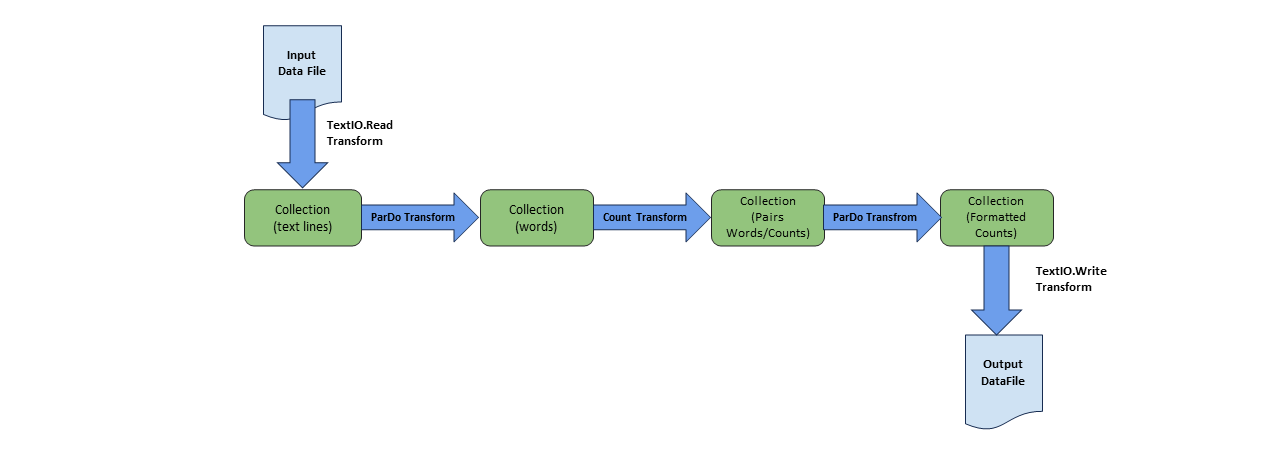 Input
Data File
TextIO.Read
Transform
Collection
(text lines)
ParDo Transform
Collection
(words)
Count Transform
Collection
(Pairs
Words/Counts)
ParDo Transfrom
Collection
(Formatted
Counts)
TextIO.Write
Transform
Output
DataFile